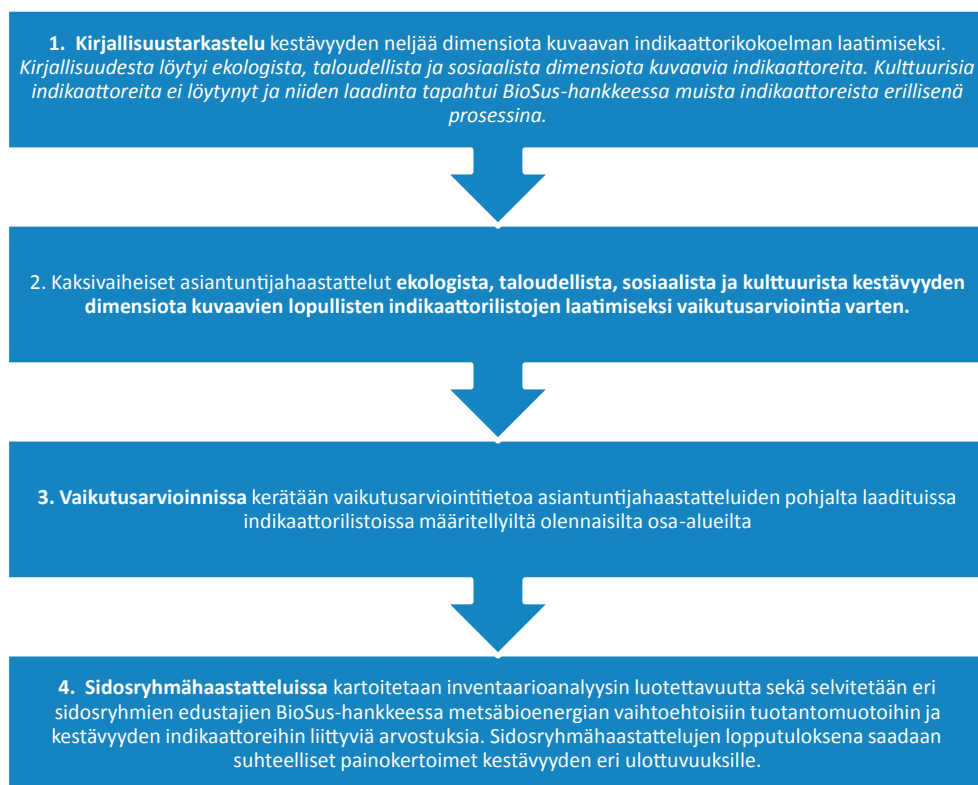 1. Kirjallisuustarkastelu kestävyyden neljää dimensiota kuvaavan indikaattorikokoelman laatimiseksi.
Kirjallisuudesta löytyi ekologista, taloudellista ja sosiaalista dimensiota kuvaavia indikaattoreita. Kulttuurisia
indikaattoreita ei löytynyt ja niiden laadinta tapahtui BioSus-hankkeessa muista indikaattoreista erillisenä
prosessina.
2. Kaksivaiheiset asiantuntijahaastattelut ekologista, taloudellista, sosiaalista ja kulttuurista kestävyyden
dimensiota kuvaavien lopullisten indikaattorilistojen laatimiseksi vaikutusarviointia varten.
3. Vaikutusarvioinnissa kerätään vaikutusarviointitietoa asiantuntijahaastatteluiden pohjalta laadituissa
indikaattorilistoissa määritellyiltä olennaisilta osa-alueilta
4. Sidosryhmähaastatteluissa kartoitetaan inventaarioanalyysin luotettavuutta sekä selvitetään eri
sidosryhmien edustajien BioSus-hankkeessa metsäbioenergian vaihtoehtoisiin tuotantomuotoihin ja
kestävyyden indikaattoreihin liittyviä arvostuksia. Sidosryhmähaastattelujen lopputuloksena saadaan
suhteelliset painokertoimet kestävyyden eri ulottuvuuksille.